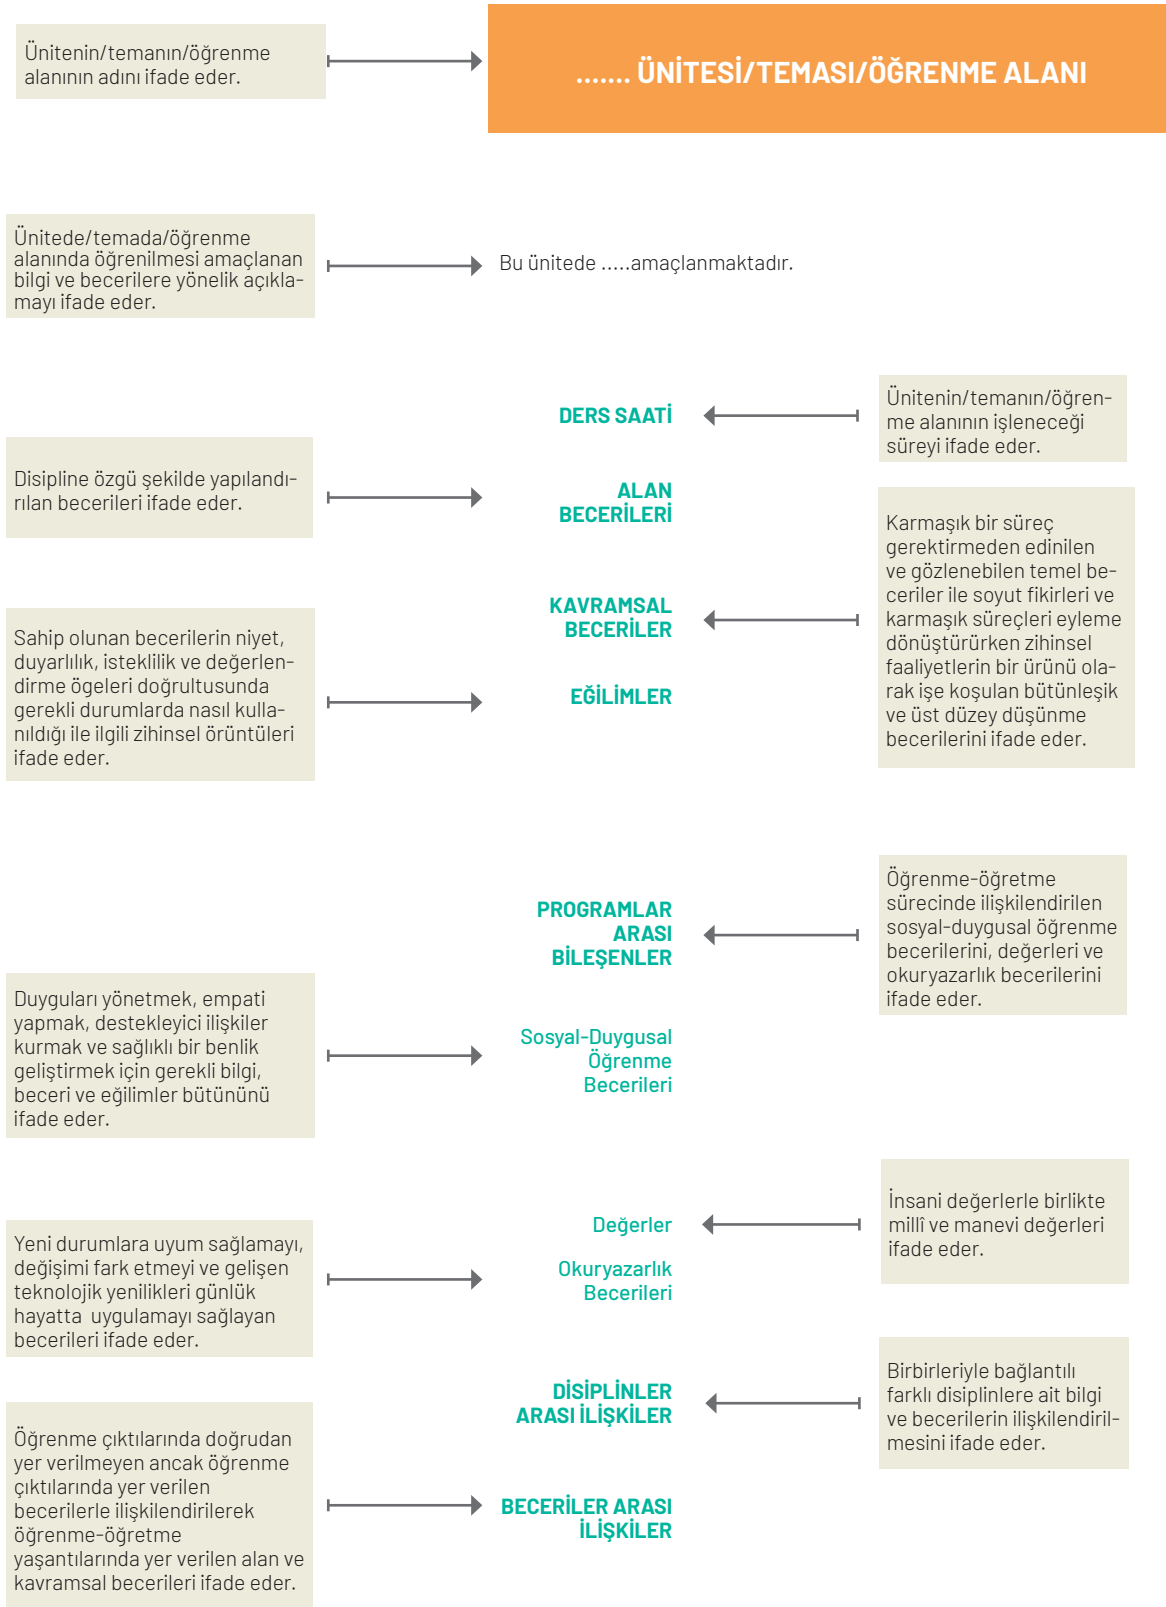 Ünitenin/temanın/öğrenme
alanının adını ifade eder.
....... ÜNİTESİ/TEMASI/ÖĞRENME ALANI
Ünitede/temada/öğrenme
alanında öğrenilmesi amaçlanan
bilgi ve becerilere yönelik açıkla-
mayı ifade eder.
Bu ünitede .....amaçlanmaktadır.
DERS SAATİ
Ünitenin/temanın/öğren-
me alanının işleneceği
süreyi ifade eder.
Disipline özgü şekilde yapılandı-
rılan becerileri ifade eder.
ALAN
BECERİLERİ
KAVRAMSAL
BECERİLER
Karmaşık bir süreç
gerektirmeden edinilen
ve gözlenebilen temel be-
ceriler ile soyut fikirleri ve
karmaşık süreçleri eyleme
dönüştürürken zihinsel
faaliyetlerin bir ürünü ola-
rak işe koşulan bütünleşik
ve üst düzey düşünme
becerilerini ifade eder.
Sahip olunan becerilerin niyet,
duyarlılık, isteklilik ve değerlen-
dirme ögeleri doğrultusunda
gerekli durumlarda nasıl kulla-
nıldığı ile ilgili zihinsel örüntüleri
ifade eder.
EĞİLİMLER
PROGRAMLAR
ARASI
BİLEŞENLER
Öğrenme-öğretme
sürecinde ilişkilendirilen
sosyal-duygusal öğrenme
becerilerini, değerleri ve
okuryazarlık becerilerini
ifade eder.
Duyguları yönetmek, empati
yapmak, destekleyici ilişkiler
kurmak ve sağlıklı bir benlik
geliştirmek için gerekli bilgi,
beceri ve eğilimler bütününü
ifade eder.
Sosyal-Duygusal
Öğrenme
Becerileri
Değerler
İnsani değerlerle birlikte
millî ve manevi değerleri
ifade eder.
Yeni durumlara uyum sağlamayı,
değişimi fark etmeyi ve gelişen
teknolojik yenilikleri günlük
hayatta uygulamayı sağlayan
becerileri ifade eder.
Okuryazarlık
Becerileri
DİSİPLİNLER
ARASI İLİŞKİLER
Birbirleriyle bağlantılı
farklı disiplinlere ait bilgi
ve becerilerin ilişkilendiril-
mesini ifade eder.
Öğrenme çıktılarında doğrudan
yer verilmeyen ancak öğrenme
çıktılarında yer verilen
becerilerle ilişkilendirilerek
öğrenme-öğretme
yaşantılarında yer verilen alan ve
kavramsal becerileri ifade eder.
BECERİLER ARASI
İLİŞKİLER